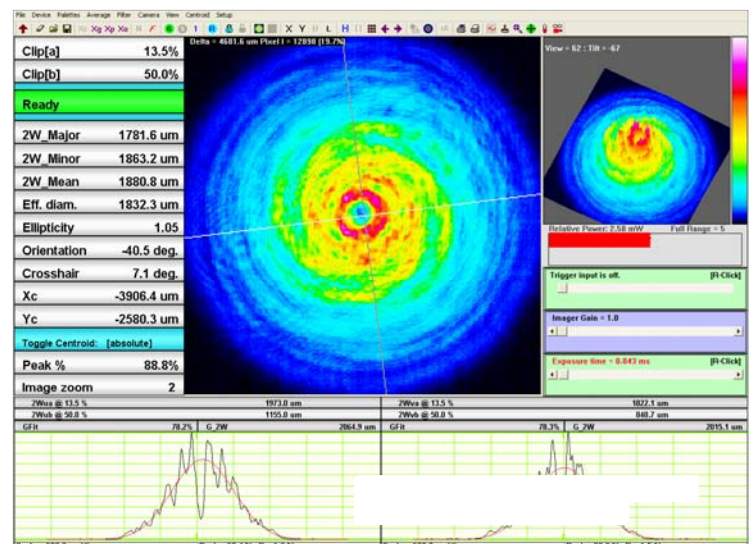 File Device Palettes Average Filter Camera View Centroid Setup
X Y L H
Clip[a] 13.5%
Clip[b] 50.0%
Ready
2W_Major 1781.6 um
2W_Minor 1863.2 um
2W_Mean 1880.8 um
Eff. diam. 1832.3 um
Ellipticity 1.05
Orientation -40.5 deg.
Crosshair 7.1 deg.
Xc -3906.4 um
Yc -2580.3 um
Toggle Centroid: [absolute]
Peak % 88.8%
Image zoom 2
Delta = 4681.6 um Pixel I = 12898 [19.7%]
View = 62 : Tilt = -67
Relative Power: 2.58 mW Full Range = 5
Trigger input is off. [R-Click]
Imager Gain = 1.0
Exposure time = 0.043 ms [R-Click]
2Wua @ 13.5 % 1973.0 um 2Wva @ 13.5 % 1822.1 um
2Wub @ 50.0 % 1155.0 um 2Wvb @ 50.0 % 840.7 um
GFit 78.2% G_2W 2064.9 um GFit 78.3% G_2W 2015.1 um